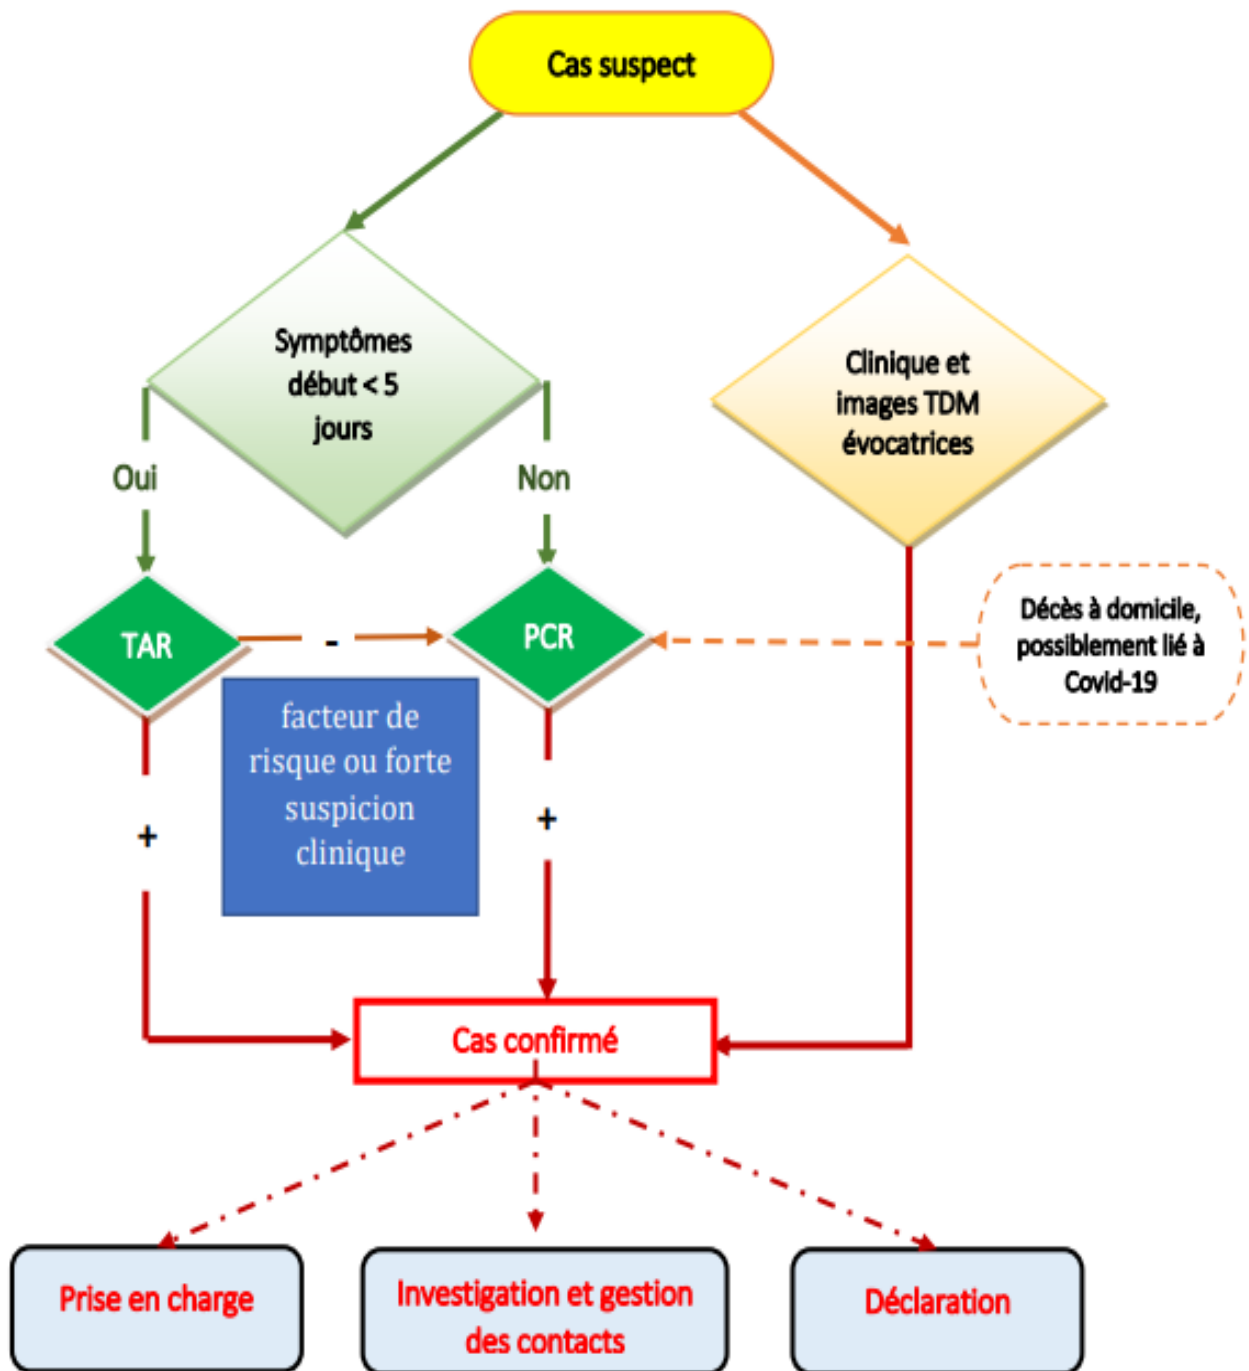 Cas suspect
Symptômes
début < 5
jours
Clinique et
images TDM
évocatrices
Oui
Non
TAR
-
PCR
Décès à domicile,
possiblement lié à
Covid-19
facteur de
risque ou forte
suspicion
clinique
+
+
Cas confirmé
Prise en charge
Investigation et gestion
des contacts
Déclaration